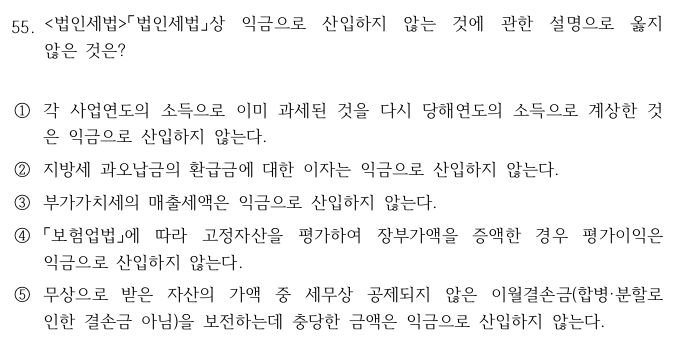 55. <법인세법>「법인세법」상 익금으로 산입하지 않는 것에 관한 설명으로 옳지
않은 것은?
① 각 사업연도의 소득으로 이미 과세된 것을 다시 당해연도의 소득으로 계상한 것
은 익금으로 산입하지 않는다.
② 지방세 과오납금의 환급금에 대한 이자는 익금으로 산입하지 않는다.
③ 부가가치세의 매출세액은 익금으로 산입하지 않는다.
④ 「보험업법」에 따라 고정자산을 평가하여 장부가액을 증액한 경우 평가이익은
익금으로 산입하지 않는다.
⑤ 무상으로 받은 자산의 가액 중 세무상 공제되지 않은 이월결손금(합병·분할로
인한 결손금 아님)을 보전하는데 충당한 금액은 익금으로 산입하지 않는다.